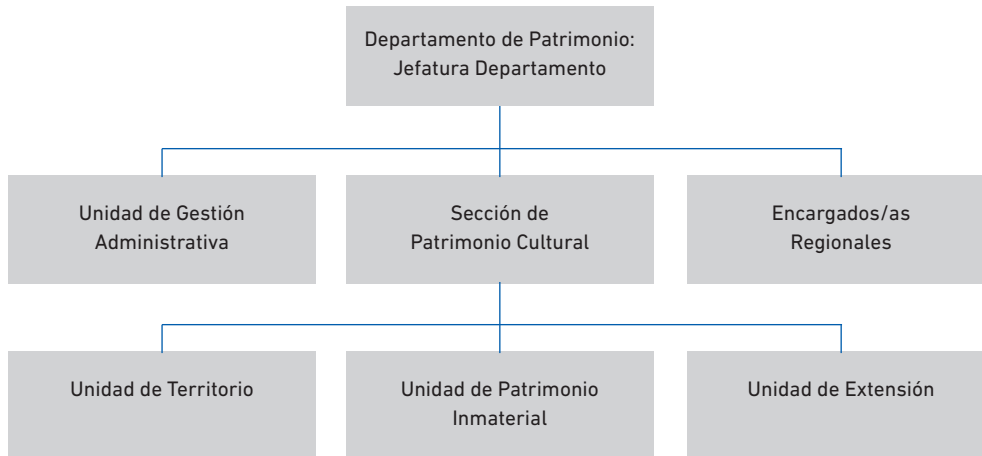 Departamento de Patrimonio:
Jefatura Departamento
Unidad de Gestión
Administrativa
Sección de
Patrimonio Cultural
Encargados/as
Regionales
Unidad de Territorio
Unidad de Patrimonio
Inmaterial
Unidad de Extensión